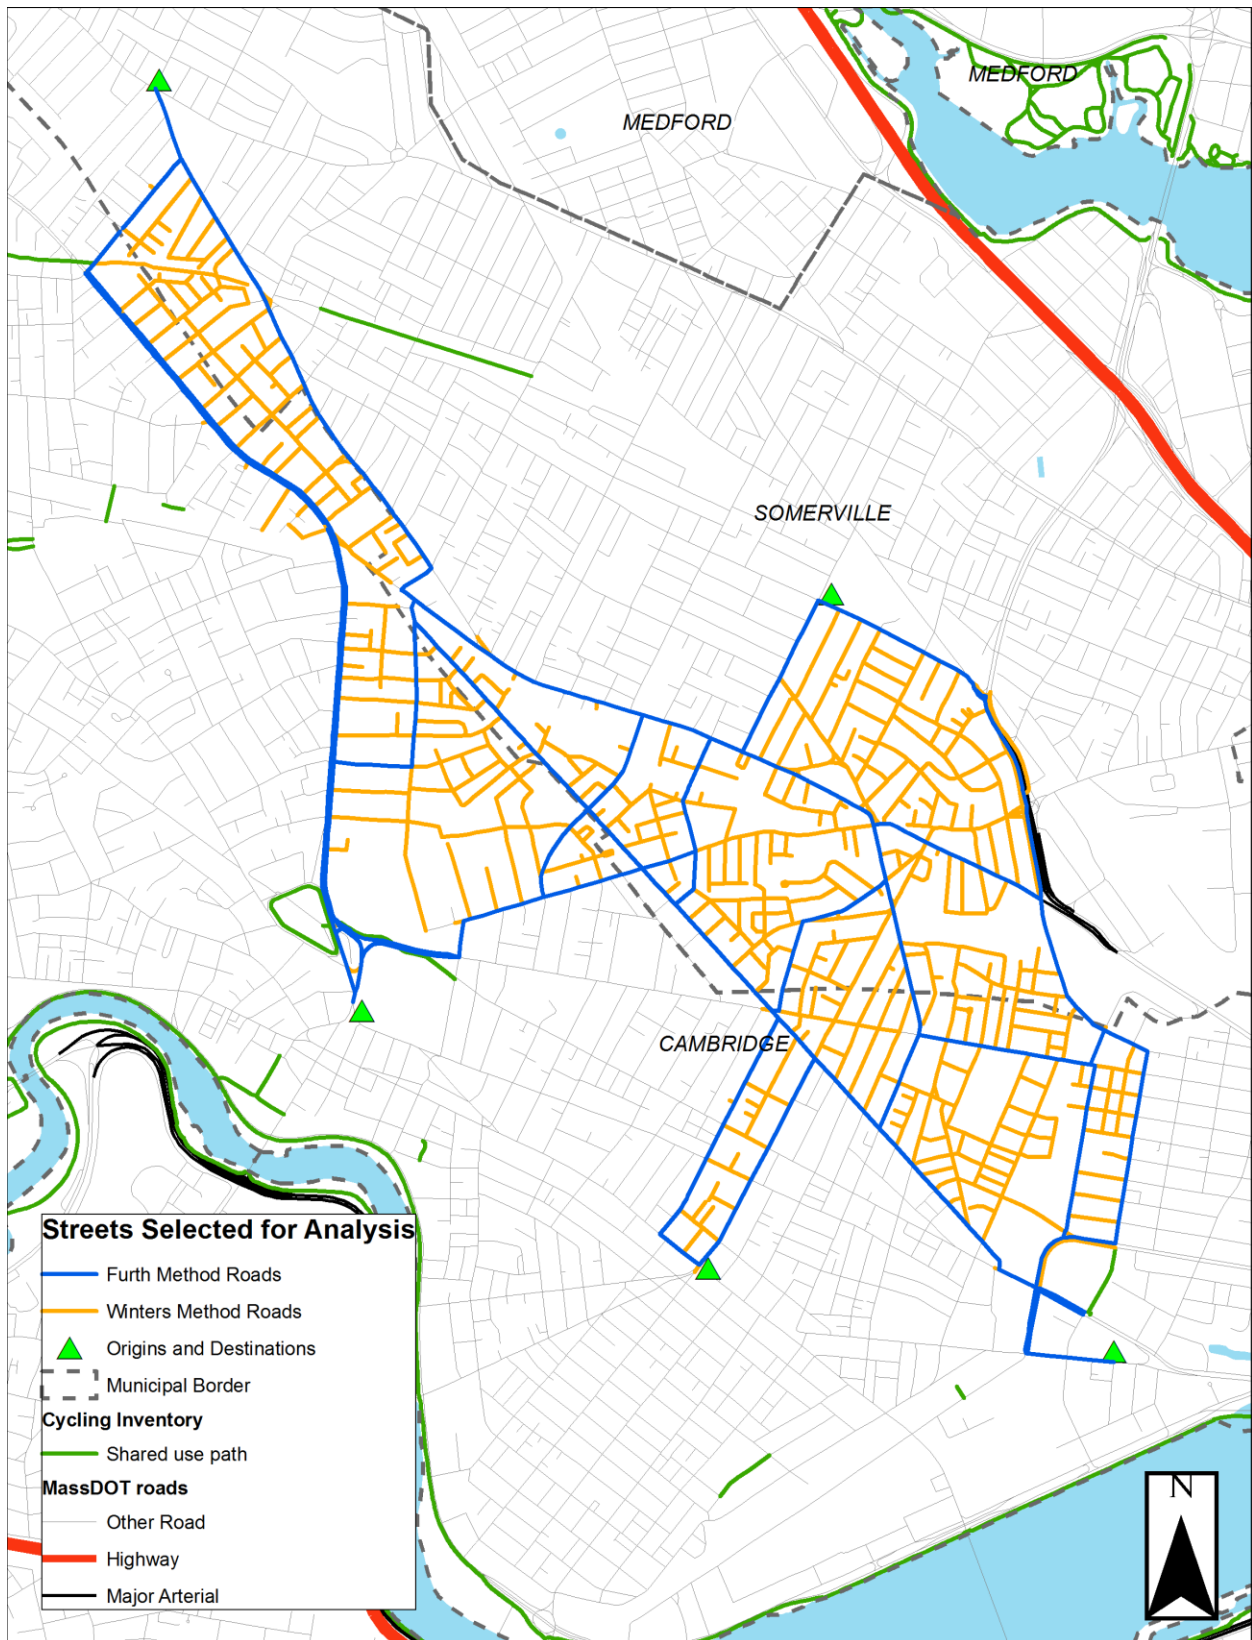 MEDFORD
MEDFORD
SOMERVILLE
CAMBRIDGE
Streets Selected for Analysis
Furth Method Roads
Winters Method Roads
Origins and Destinations
Municipal Border
Cycling Inventory
Shared use path
MassDOT roads
Other Road
Highway
Major Arterial
N